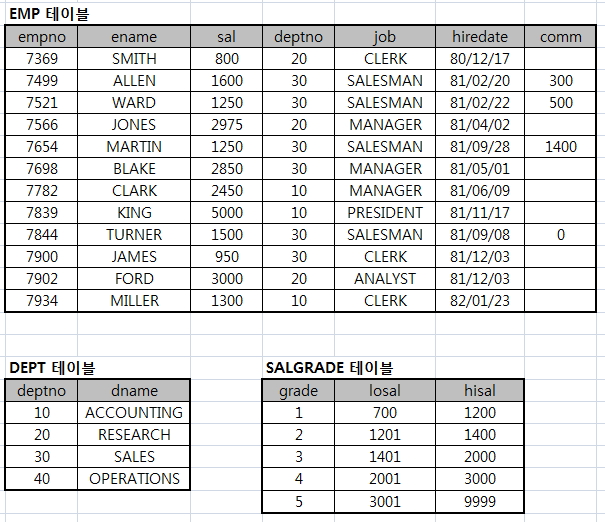 EMP 테이블
empno ename sal deptno job hiredate comm
7369 SMITH 800 20 CLERK 80/12/17
7499 ALLEN 1600 30 SALESMAN 81/02/20 300
7521 WARD 1250 30 SALESMAN 81/02/22 500
7566 JONES 2975 20 MANAGER 81/04/02
7654 MARTIN 1250 30 SALESMAN 81/09/28 1400
7698 BLAKE 2850 30 MANAGER 81/05/01
7782 CLARK 2450 10 MANAGER 81/06/09
7839 KING 5000 10 PRESIDENT 81/11/17
7844 TURNER 1500 30 SALESMAN 81/09/08 0
7900 JAMES 950 30 CLERK 81/12/03
7902 FORD 3000 20 ANALYST 81/12/03
7934 MILLER 1300 10 CLERK 82/01/23
DEPT 테이블
deptno dname
10 ACCOUNTING
20 RESEARCH
30 SALES
40 OPERATIONS
SALGRADE 테이블
grade losal hisal
1 700 1200
2 1201 1400
3 1401 2000
4 2001 3000
5 3001 9999